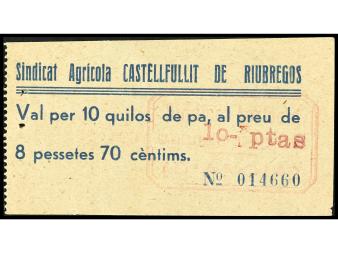 Sindicat Agrícola CASTELLFULLIT DE RIUBREGOS
Val per 10 quilos de pa, al preu de
10-ptas
8 pessetes 70 cèntims.
Nº 014660